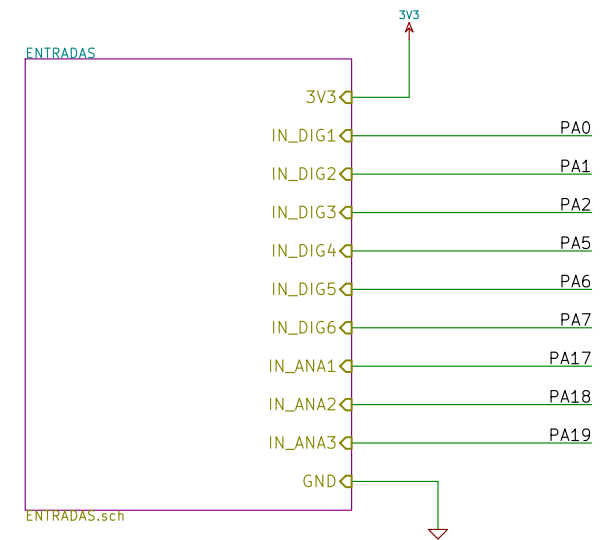 3V3
ENTRADAS
3V3
IN_DIG1 PA0
IN_DIG2 PA1
IN_DIG3 PA2
IN_DIG4 PA5
IN_DIG5 PA6
IN_DIG6 PA7
IN_ANA1 PA17
IN_ANA2 PA18
IN_ANA3 PA19
GND
ENTRADAS.sch